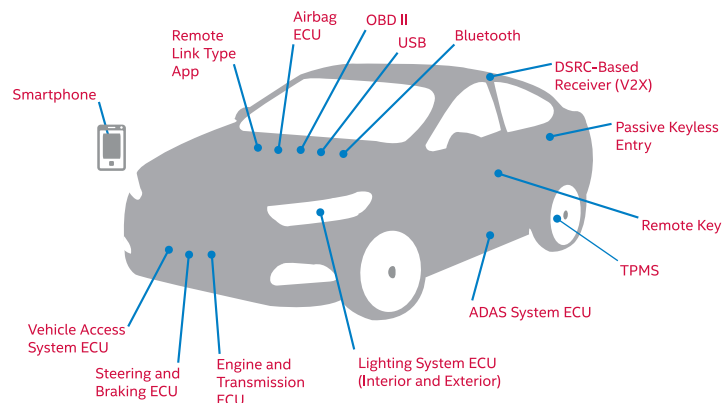 Airbag
ECU
OBD II
Remote
Link Type
App
USB
Bluetooth
DSRC-Based
Receiver (V2X)
Smartphone
Passive Keyless
Entry
Remote Key
TPMS
ADAS System ECU
Vehicle Access
System ECU
Steering and
Braking ECU
Engine and
Transmission
ECU
Lighting System ECU
(Interior and Exterior)